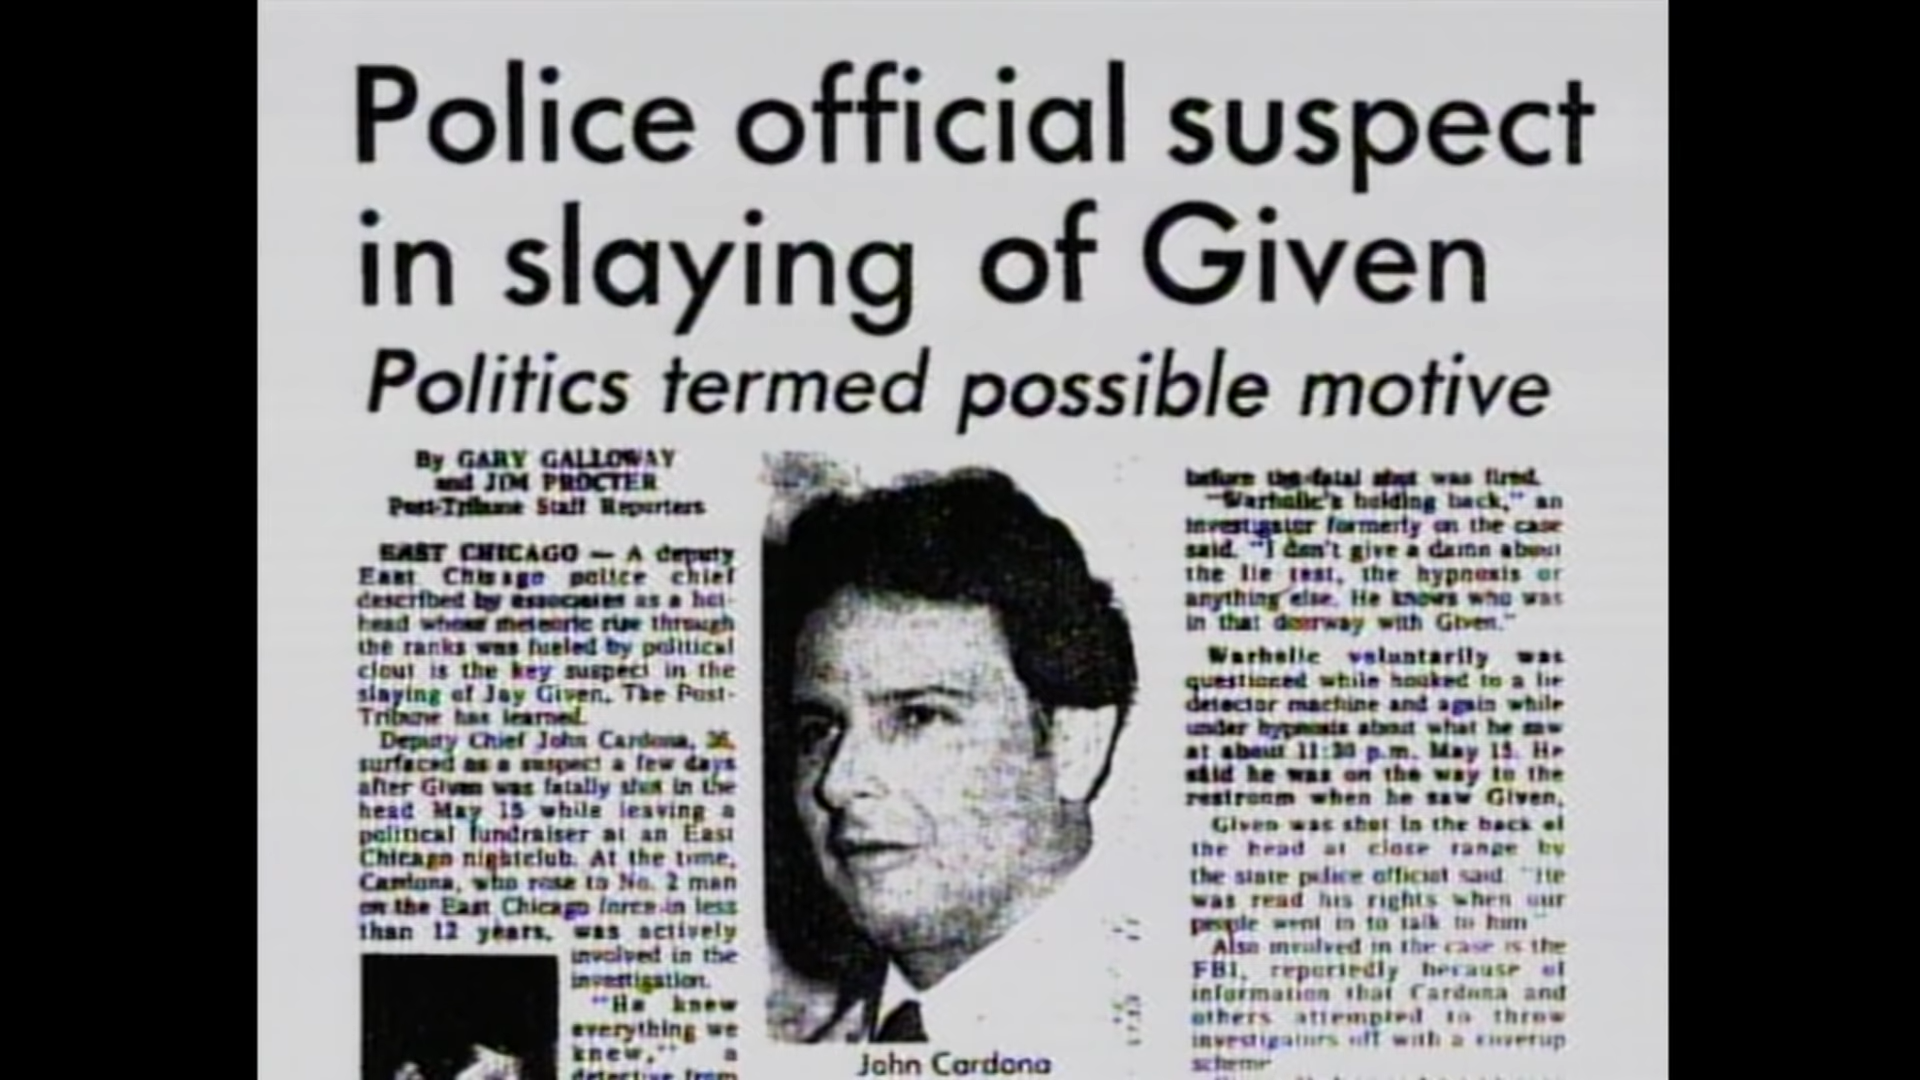 Police official suspect
in slaying of Given
Politics termed possible motive
By GARY GALLOWAY
and JIM PROCTER
Post-Tribune Staff Reporters
EAST CHICAGO — A deputy
East Chicago police chief
described by associates as a hot-
head whose meteoric rise through
the ranks was fueled by political
clout is the key suspect in the
slaying of Jay Given, The Post-
Tribune has learned.
Deputy Chief John Cardona, 36,
surfaced as a suspect a few days
after Given was fatally shot in the
head May 15 while leaving a
political fundraiser at an East
Chicago nightclub. At the time,
Cardona, who rose to No. 2 man
on the East Chicago force in less
than 12 years, was actively
involved in the
investigation.
"He knew
everything we
knew," a
detective from
John Cardona
before the fatal shot was fired.
"Warholic's holding back," an
investigator formerly on the case
said. "I don't give a damn about
the lie test, the hypnosis or
anything else. He knows who was
in that doorway with Given."
Warholic voluntarily was
questioned while hooked to a lie
detector machine and again while
under hypnosis about what he saw
at about 11:30 p.m. May 15. He
said he was on the way to the
restroom when he saw Given.
Given was shot in the back of
the head at close range by
the state police official said. "He
was read his rights when our
people went in to talk to him"
Also involved in the case is the
FBI, reportedly because of
information that Cardona and
others attempted to throw
investigators off with a coverup
scheme